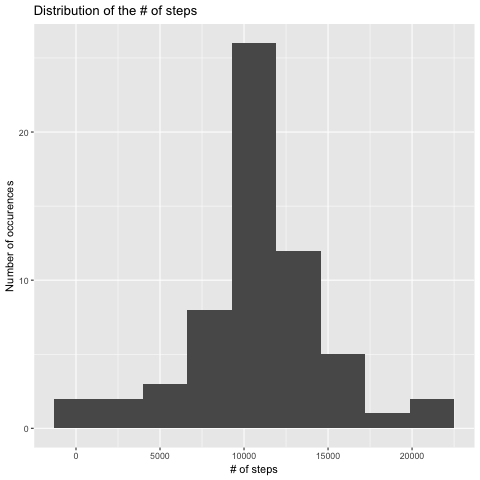 Distribution of the # of steps
Number of occurences
20
10
0
0 5000 10000 15000 20000
# of steps